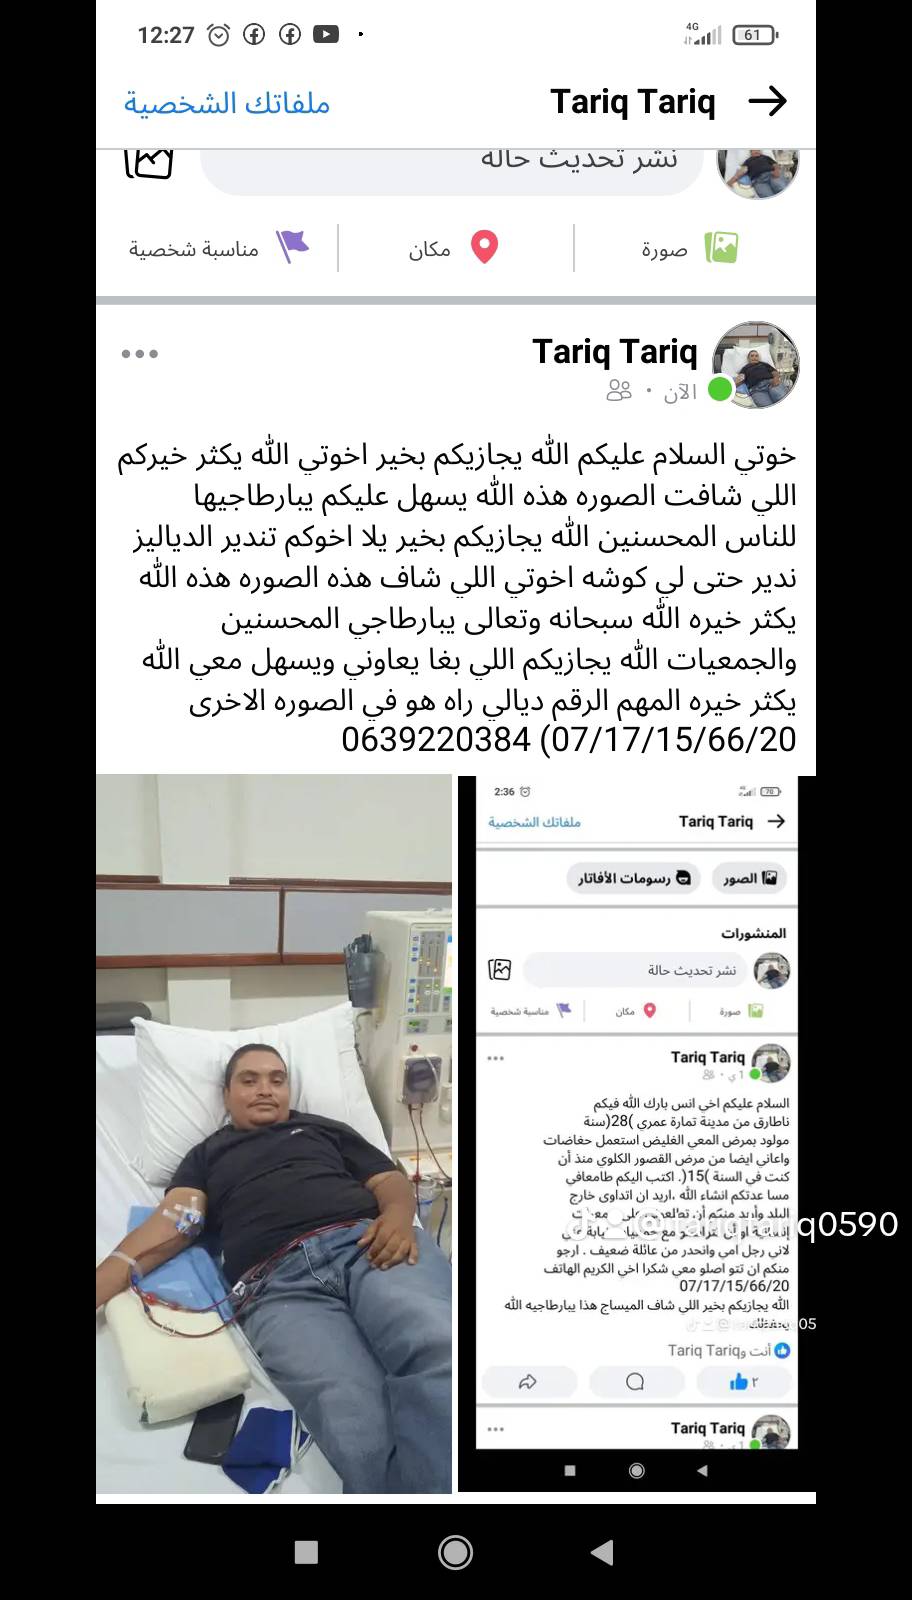 12:27
4G
61
Tariq Tariq
ملفاتك الشخصية
نشر تحديث حالة
صورة
مكان
مناسبة شخصية
Tariq Tariq
الآن
خوتي السلام عليكم الله يجازيكم بخير اخوتي الله يكثر خيركم
اللي شافت الصوره هذه الله يسهل عليكم يبارطاجيها
للناس المحسنين الله يجازيكم بخير يلا اخوكم تندير الدياليز
ندير حتى لي كوشه اخوتي اللي شاف هذه الصوره هذه الله
يكثر خيره الله سبحانه وتعالى يبارطاجي المحسنين
والجمعيات الله يجازيكم اللي بغا يعاوني ويسهل معي الله
يكثر خيره المهم الرقم ديالي راه هو في الصوره الاخرى
0639220384 (07/17/15/66/20
2:36
70
Tariq Tariq
ملفاتك الشخصية
الصور
رسومات الأفاتار
المنشورات
نشر تحديث حالة
صورة
مكان
مناسبة شخصية
Tariq Tariq
1 ي
السلام عليكم اخي انس بارك الله فيكم
ناطارق من مدينة تمارة عمري )28(سنة
مولود بمرض المعي الغليض استعمل حغاضات
واعاني ايضا من مرض القصور الكلوي منذ أن
كنت في السنة )15(. اكتب اليكم طامعافي
مسا عدتكم انشاء الله ،اريد ان اتداوى خارج
البلد وأريد منكم أن
لاني رجل امي وانحدر من عائلة ضعيف . ارجو
منكم ان تتو اصلو معي شكرا اخي الكريم الهاتف
07/17/15/66/20
الله يجازيكم بخير اللي شاف الميساج هذا يبارطاجيه الله
يحفظك
أنت وTariq Tariq
٢
Tariq Tariq
1 ي
@tariqtariq0590